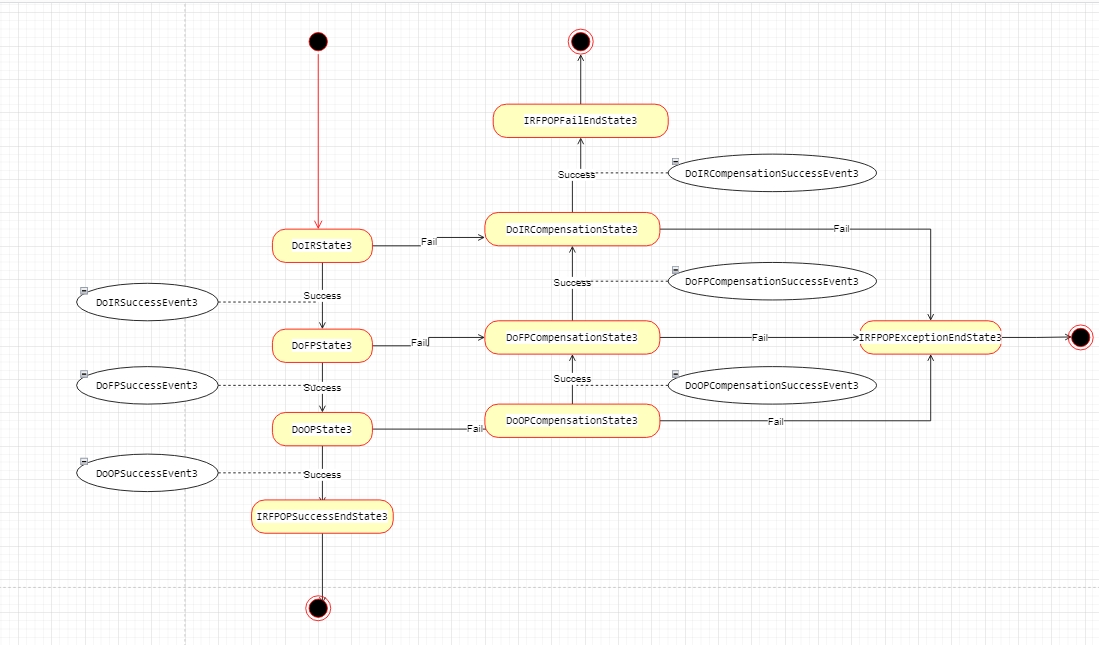 IRFPOPFailEndState3
Success
DoIRCompensationSuccessEvent3
DoIRState3
Fail
DoIRCompensationState3
Fail
DoIRSuccessEvent3
Success
Success
DoFPCompensationSuccessEvent3
DoFPState3
Fail
DoFPCompensationState3
Fail
IRFPOPExceptionEndState3
DoFPSuccessEvent3
Success
Success
DoOPCompensationSuccessEvent3
DoOPState3
Fail
DoOPCompensationState3
Fail
DoOPSuccessEvent3
Success
IRFPOPSuccessEndState3